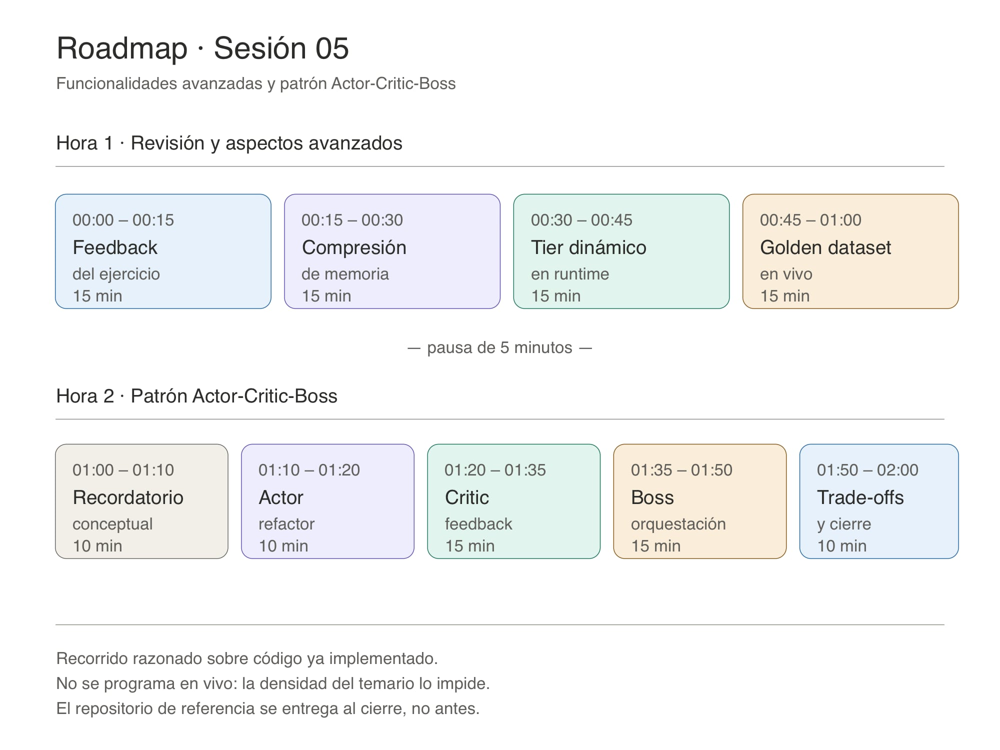 Roadmap · Sesión 05
Funcionalidades avanzadas y patrón Actor-Critic-Boss
Hora 1 · Revisión y aspectos avanzados
00:00 – 00:15
Feedback
del ejercicio
15 min
00:15 – 00:30
Compresión
de memoria
15 min
00:30 – 00:45
Tier dinámico
en runtime
15 min
00:45 – 01:00
Golden dataset
en vivo
15 min
— pausa de 5 minutos —
Hora 2 · Patrón Actor-Critic-Boss
01:00 – 01:10
Recordatorio
conceptual
10 min
01:10 – 01:20
Actor
refactor
10 min
01:20 – 01:35
Critic
feedback
15 min
01:35 – 01:50
Boss
orquestación
15 min
01:50 – 02:00
Trade-offs
y cierre
10 min
Recorrido razonado sobre código ya implementado.
No se programa en vivo: la densidad del temario lo impide.
El repositorio de referencia se entrega al cierre, no antes.